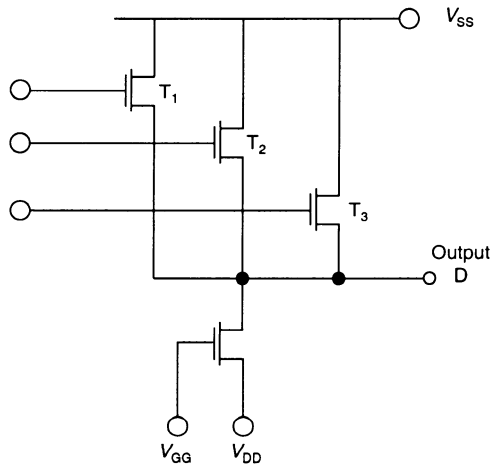 V_SS
T_1
T_2
T_3
Output
D
V_GG
V_DD